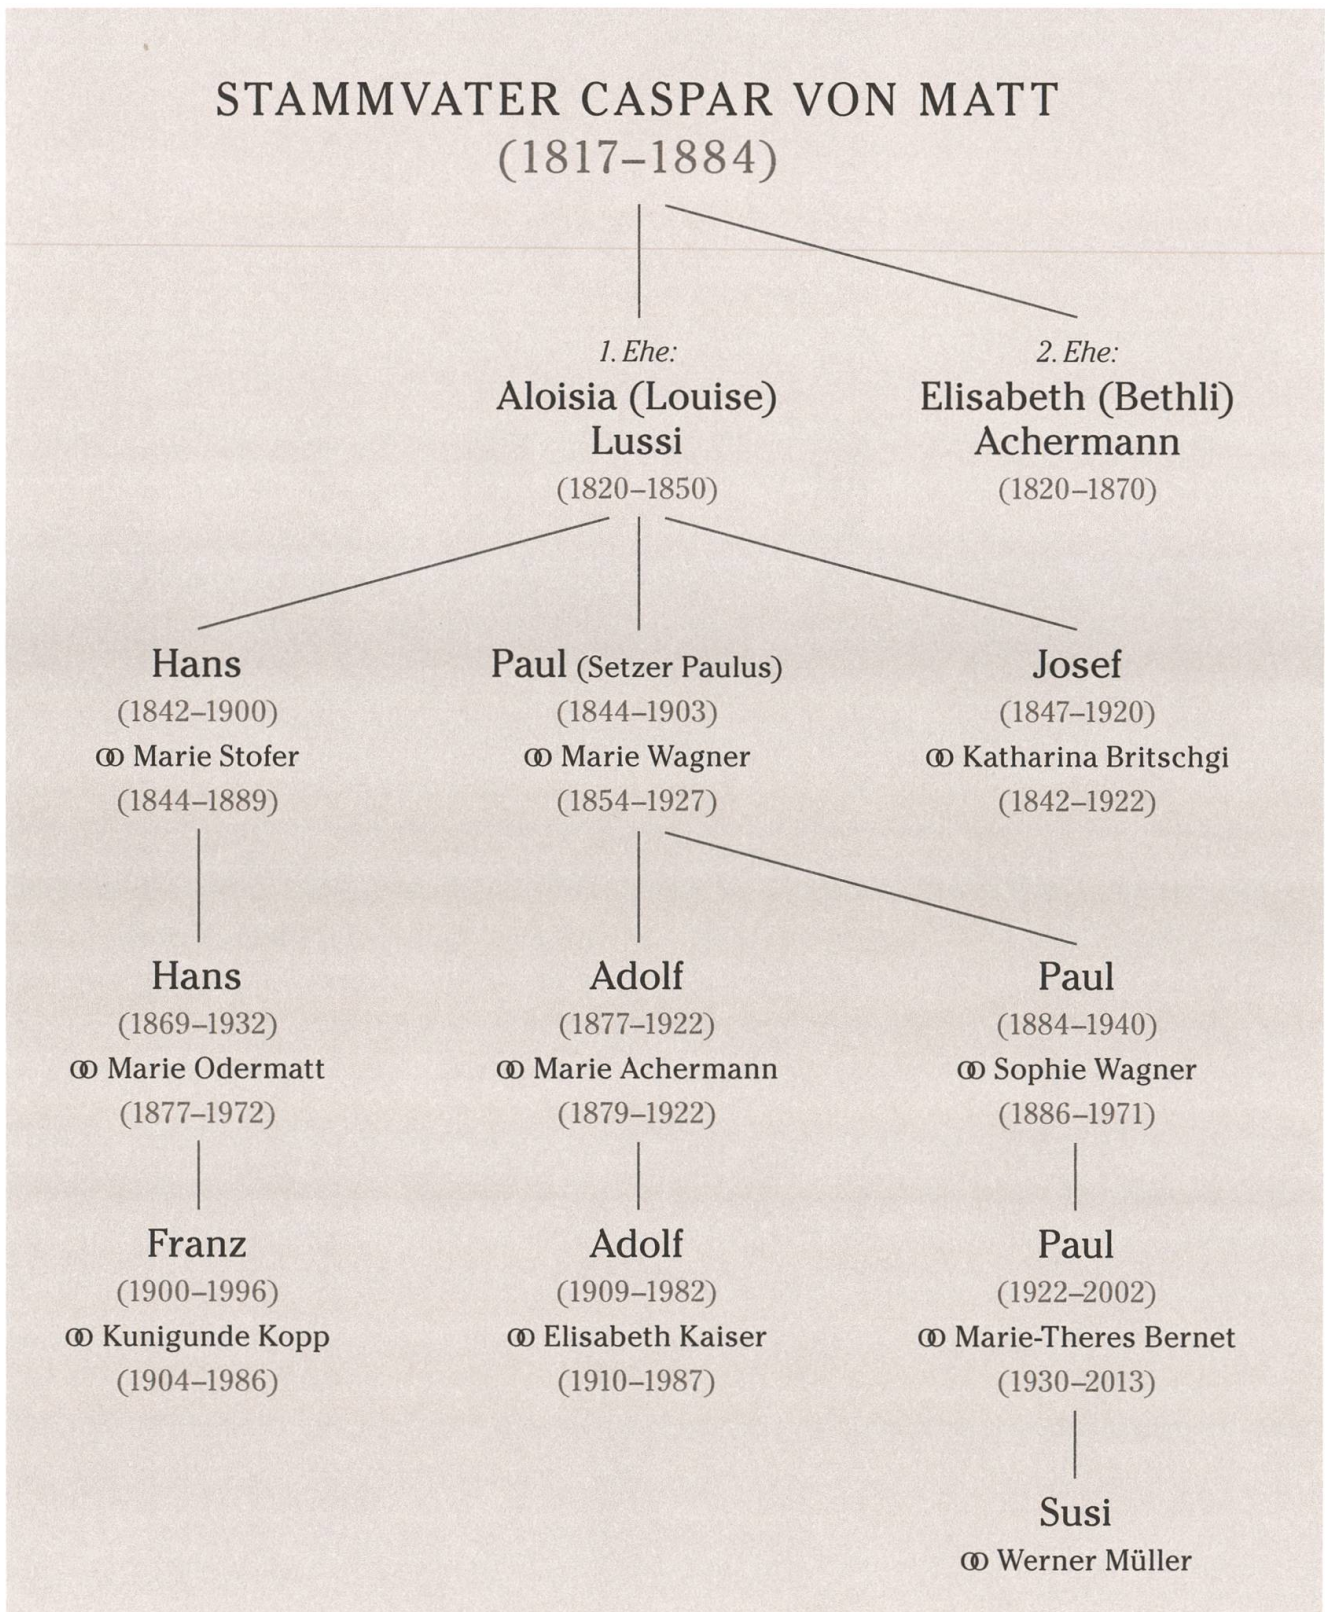 STAMMVATER CASPAR VON MATT
(1817–1884)
1. Ehe:
Aloisia (Louise)
Lussi
(1820–1850)
2. Ehe:
Elisabeth (Bethli)
Achermann
(1820–1870)
Hans
(1842–1900)
⚭ Marie Stofer
(1844–1889)
Paul (Setzer Paulus)
(1844–1903)
⚭ Marie Wagner
(1854–1927)
Josef
(1847–1920)
⚭ Katharina Britschgi
(1842–1922)
Hans
(1869–1932)
⚭ Marie Odermatt
(1877–1972)
Adolf
(1877–1922)
⚭ Marie Achermann
(1879–1922)
Paul
(1884–1940)
⚭ Sophie Wagner
(1886–1971)
Franz
(1900–1996)
⚭ Kunigunde Kopp
(1904–1986)
Adolf
(1909–1982)
⚭ Elisabeth Kaiser
(1910–1987)
Paul
(1922–2002)
⚭ Marie-Theres Bernet
(1930–2013)
Susi
⚭ Werner Müller